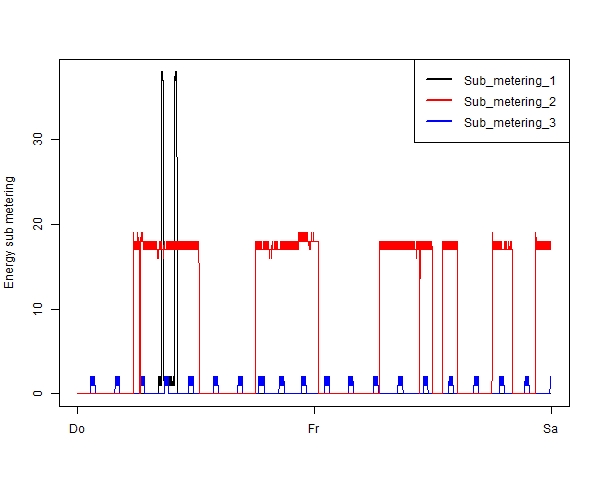 Sub_metering_1
Sub_metering_2
Sub_metering_3
Energy sub metering
30
20
10
0
Do Fr Sa